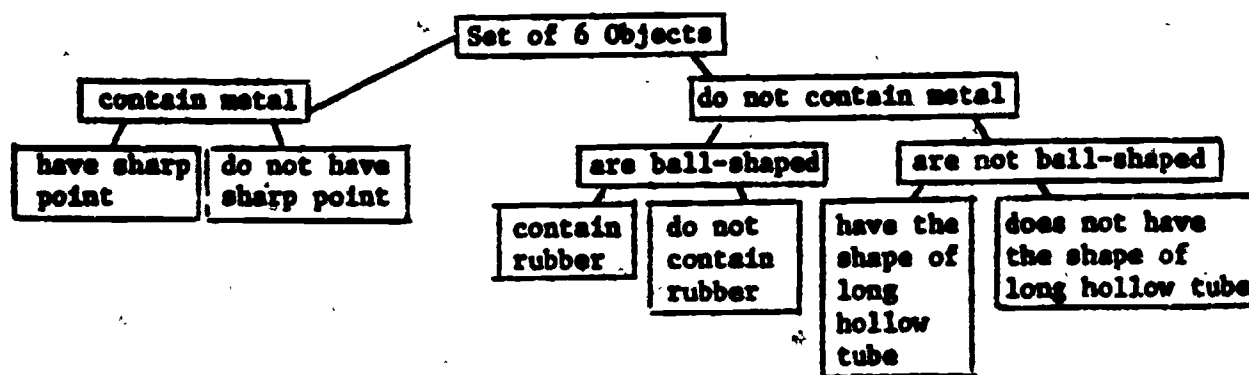 Set of 6 Objects
contain metal
do not contain metal
have sharp
point
do not have
sharp point
are ball-shaped
are not ball-shaped
contain
rubber
do not
contain
rubber
have the
shape of
long
hollow
tube
does not have
the shape of
long hollow tube